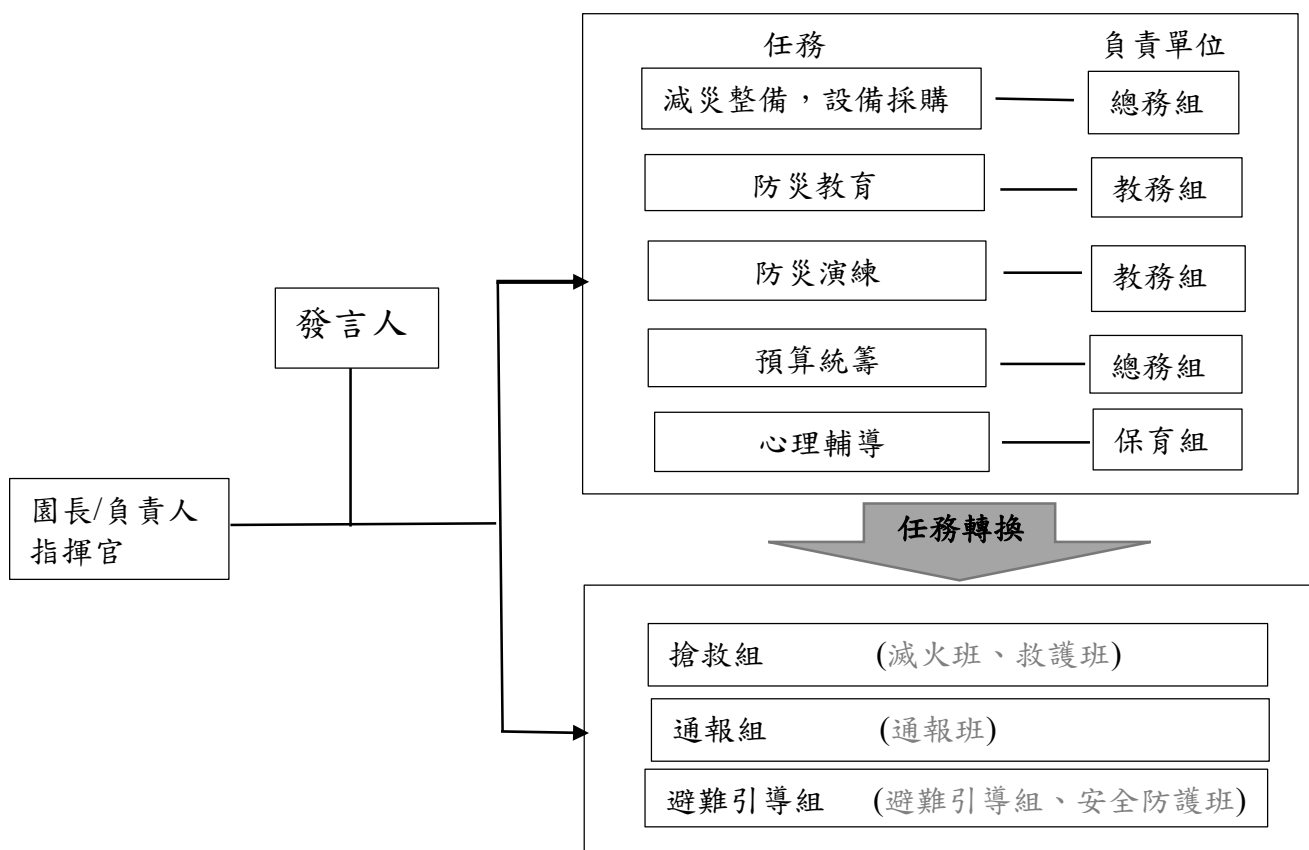 任務 負責單位
減災整備，設備採購 總務組
防災教育 教務組
防災演練 教務組
發言人
預算統籌 總務組
心理輔導 保育組
園長/負責人
指揮官
任務轉換
搶救組 (滅火班、救護班)
通報組 (通報班)
避難引導組 (避難引導組、安全防護班)